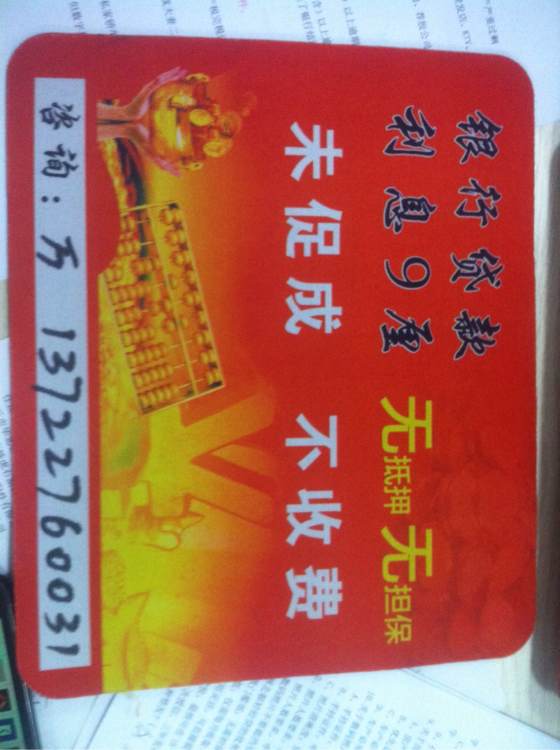 银行贷款
利息9厘
无抵押 无担保
未促成 不收费
咨询:万 13722760031